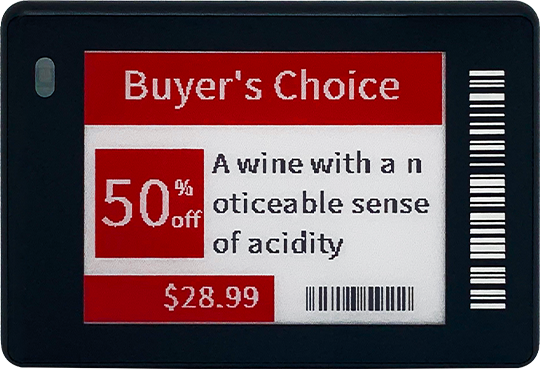 Buyer's Choice
50% off
A wine with a n
oticeable sense
of acidity
$28.99